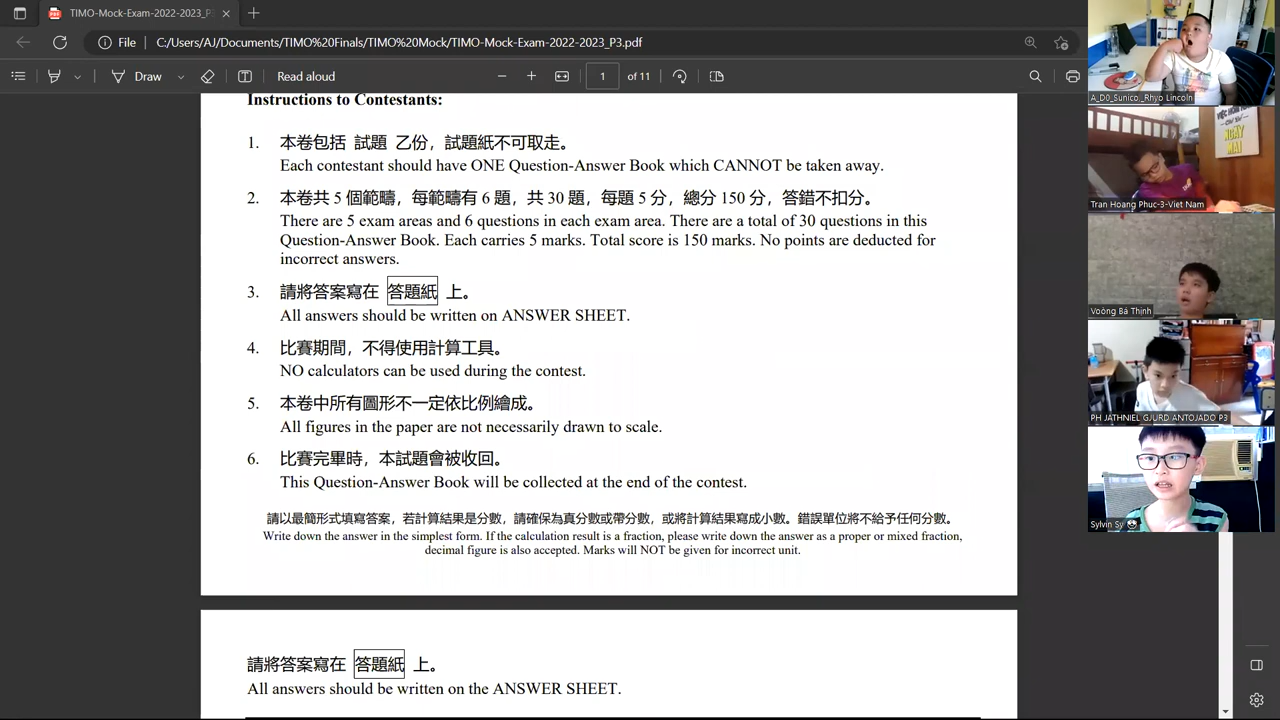 TIMO-Mock-Exam-2022-2023_P3
File
C:/Users/AJ/Documents/TIMO%20Finals/TIMO%20Mock/TIMO-Mock-Exam-2022-2023_P3.pdf
Draw
Read aloud
1 of 11
Instructions to Contestants:
1. 本卷包括 試題 乙份，試題紙不可取走。
Each contestant should have ONE Question-Answer Book which CANNOT be taken away.
2. 本卷共 5 個範疇，每範疇有 6 題，共 30 題，每題 5 分，總分 150 分，答錯不扣分。
There are 5 exam areas and 6 questions in each exam area. There are a total of 30 questions in this
Question-Answer Book. Each carries 5 marks. Total score is 150 marks. No points are deducted for
incorrect answers.
3. 請將答案寫在 答題紙 上。
All answers should be written on ANSWER SHEET.
4. 比賽期間，不得使用計算工具。
NO calculators can be used during the contest.
5. 本卷中所有圖形不一定依比例繪成。
All figures in the paper are not necessarily drawn to scale.
6. 比賽完畢時，本試題會被收回。
This Question-Answer Book will be collected at the end of the contest.
請以最簡形式填寫答案，若計算結果是分數，請確保為真分數或帶分數，或將計算結果寫成小數。錯誤單位將不給予任何分數。
Write down the answer in the simplest form. If the calculation result is a fraction, please write down the answer as a proper or mixed fraction,
decimal figure is also accepted. Marks will NOT be given for incorrect unit.
請將答案寫在 答題紙 上。
All answers should be written on the ANSWER SHEET.
A_D0_Sunico,_Rhyo Lincoln
NGÀY
MAI
Tran Hoang Phuc-3-Viet Nam
Voòng Bá Thịnh
PH JATHNIEL GJURD ANTOJADO P3
Sylvin Sy